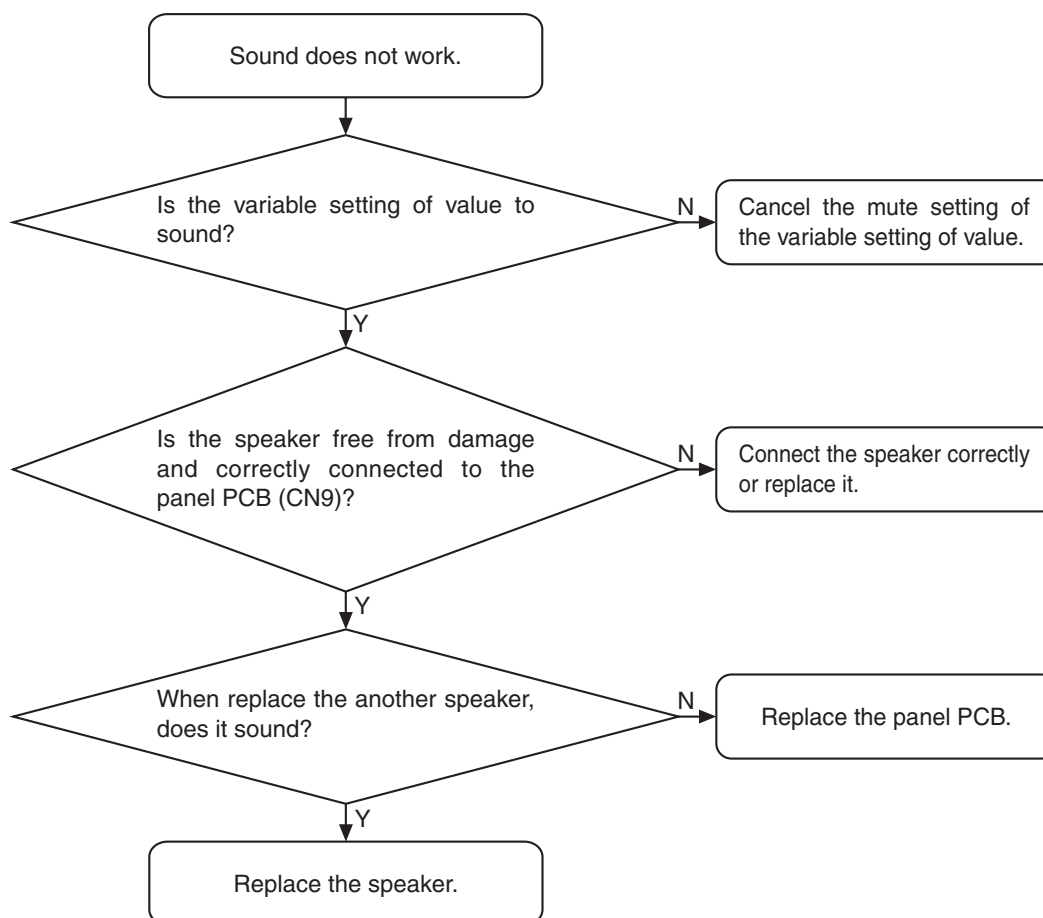 Sound does not work.
Is the variable setting of value to
sound?
N
Cancel the mute setting of
the variable setting of value.
Y
Is the speaker free from damage
and correctly connected to the
panel PCB (CN9)?
N
Connect the speaker correctly
or replace it.
Y
When replace the another speaker,
does it sound?
N
Replace the panel PCB.
Y
Replace the speaker.